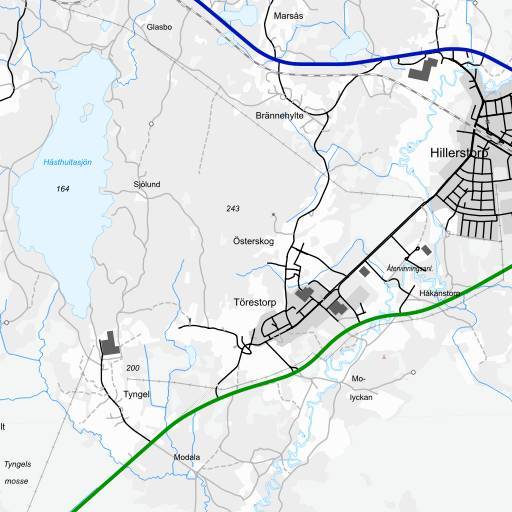 Marsås
Glasbo
Brännehylte
Hillerstorp
Hästhultasjön
164
Sjölund
243
Österskog
Återvinningsanl.
Håkanstorp
Törestorp
200
Mo-
lyckan
Tyngel
lt
Tyngels
mosse
Modala